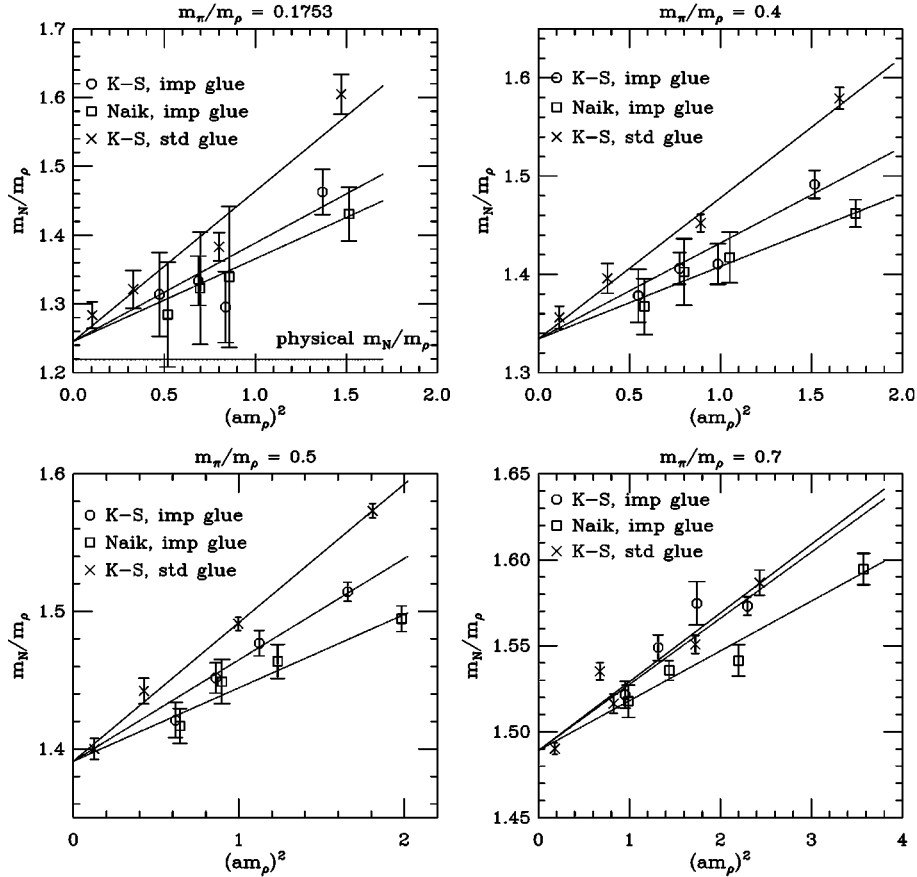 m_π/m_ρ = 0.1753
1.7
1.6
1.5
1.4
1.3
1.2
m_N/m_ρ
K-S, imp glue
Naik, imp glue
K-S, std glue
physical m_N/m_ρ
0.0 0.5 1.0 1.5 2.0
(am_ρ)²
m_π/m_ρ = 0.4
1.6
1.5
1.4
1.3
m_N/m_ρ
K-S, imp glue
Naik, imp glue
K-S, std glue
0.0 0.5 1.0 1.5 2.0
(am_ρ)²
m_π/m_ρ = 0.5
1.6
1.5
1.4
m_N/m_ρ
K-S, imp glue
Naik, imp glue
K-S, std glue
0 1 2
(am_ρ)²
m_π/m_ρ = 0.7
1.65
1.60
1.55
1.50
1.45
m_N/m_ρ
K-S, imp glue
Naik, imp glue
K-S, std glue
0 1 2 3 4
(am_ρ)²